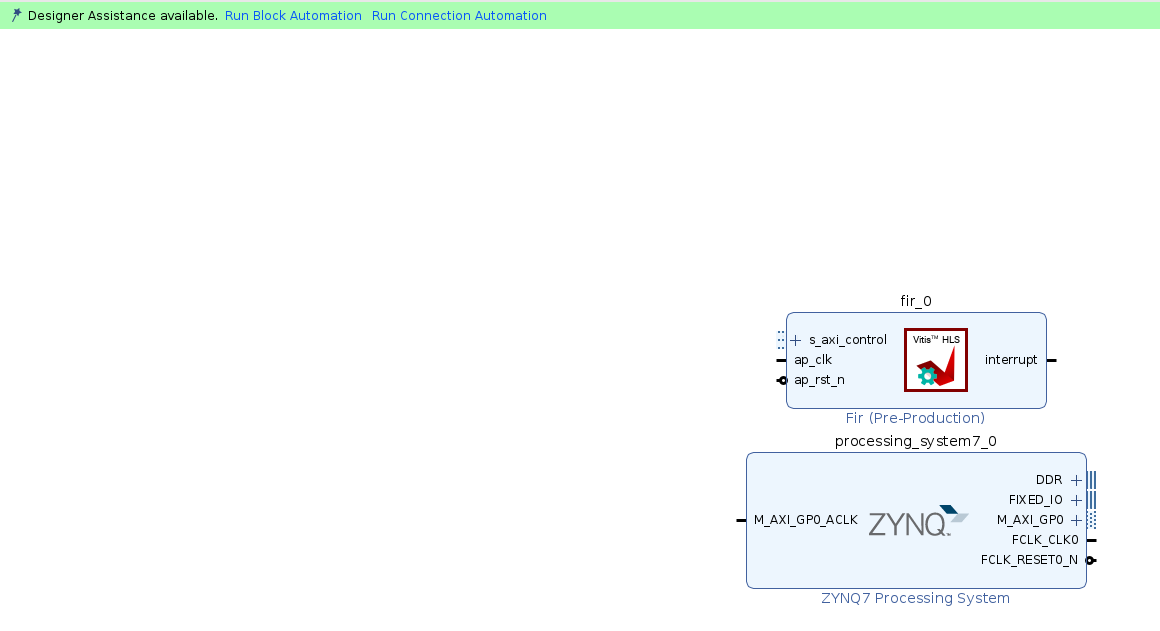 Designer Assistance available. Run Block Automation Run Connection Automation
fir_0
s_axi_control
ap_clk
ap_rst_n
Vitis™ HLS
interrupt
Fir (Pre-Production)
processing_system7_0
M_AXI_GP0_ACLK
ZYNQ™
DDR
FIXED_IO
M_AXI_GP0
FCLK_CLK0
FCLK_RESET0_N
ZYNQ7 Processing System